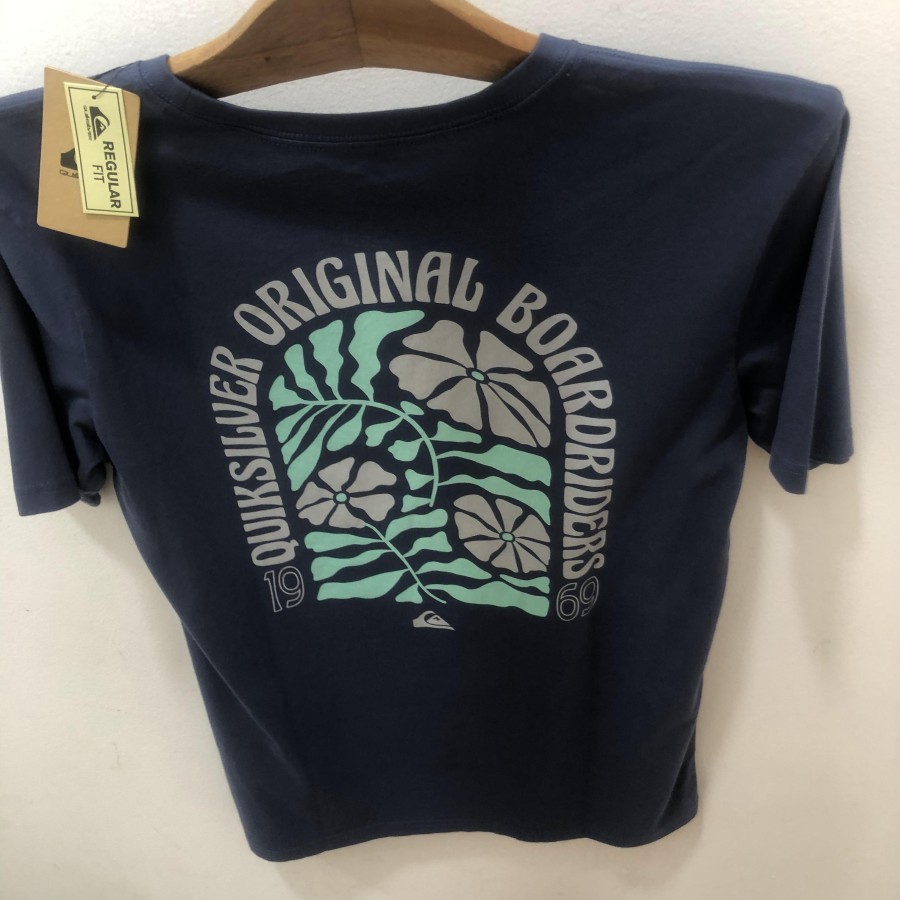 REGULAR
FIT
QUIKSILVER ORIGINAL BOARDRIDERS
19 69